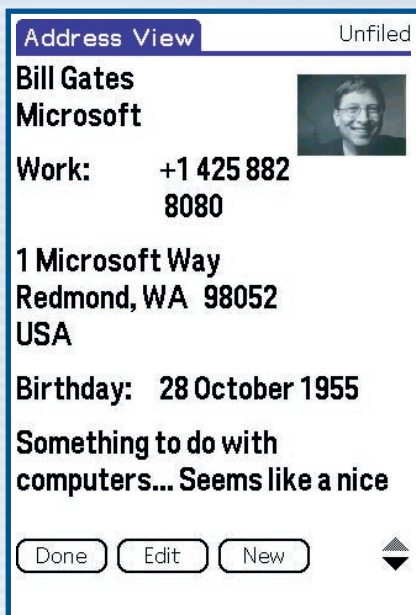 Address View Unfiled
Bill Gates
Microsoft
Work: +1 425 882
8080
1 Microsoft Way
Redmond, WA 98052
USA
Birthday: 28 October 1955
Something to do with
computers... Seems like a nice
Done Edit New